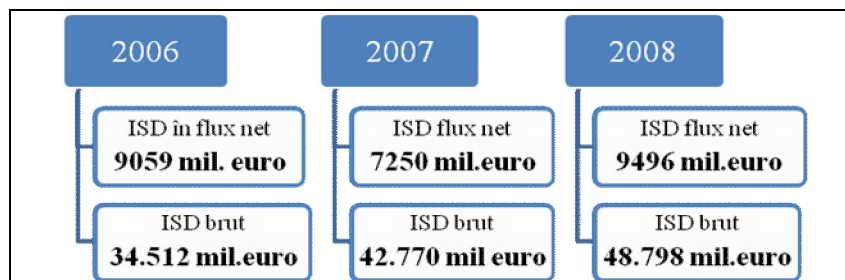 2006
ISD în flux net
9059 mil. euro
ISD brut
34.512 mil.euro
2007
ISD flux net
7250 mil.euro
ISD brut
42.770 mil euro
2008
ISD flux net
9496 mil.euro
ISD brut
48.798 mil.euro